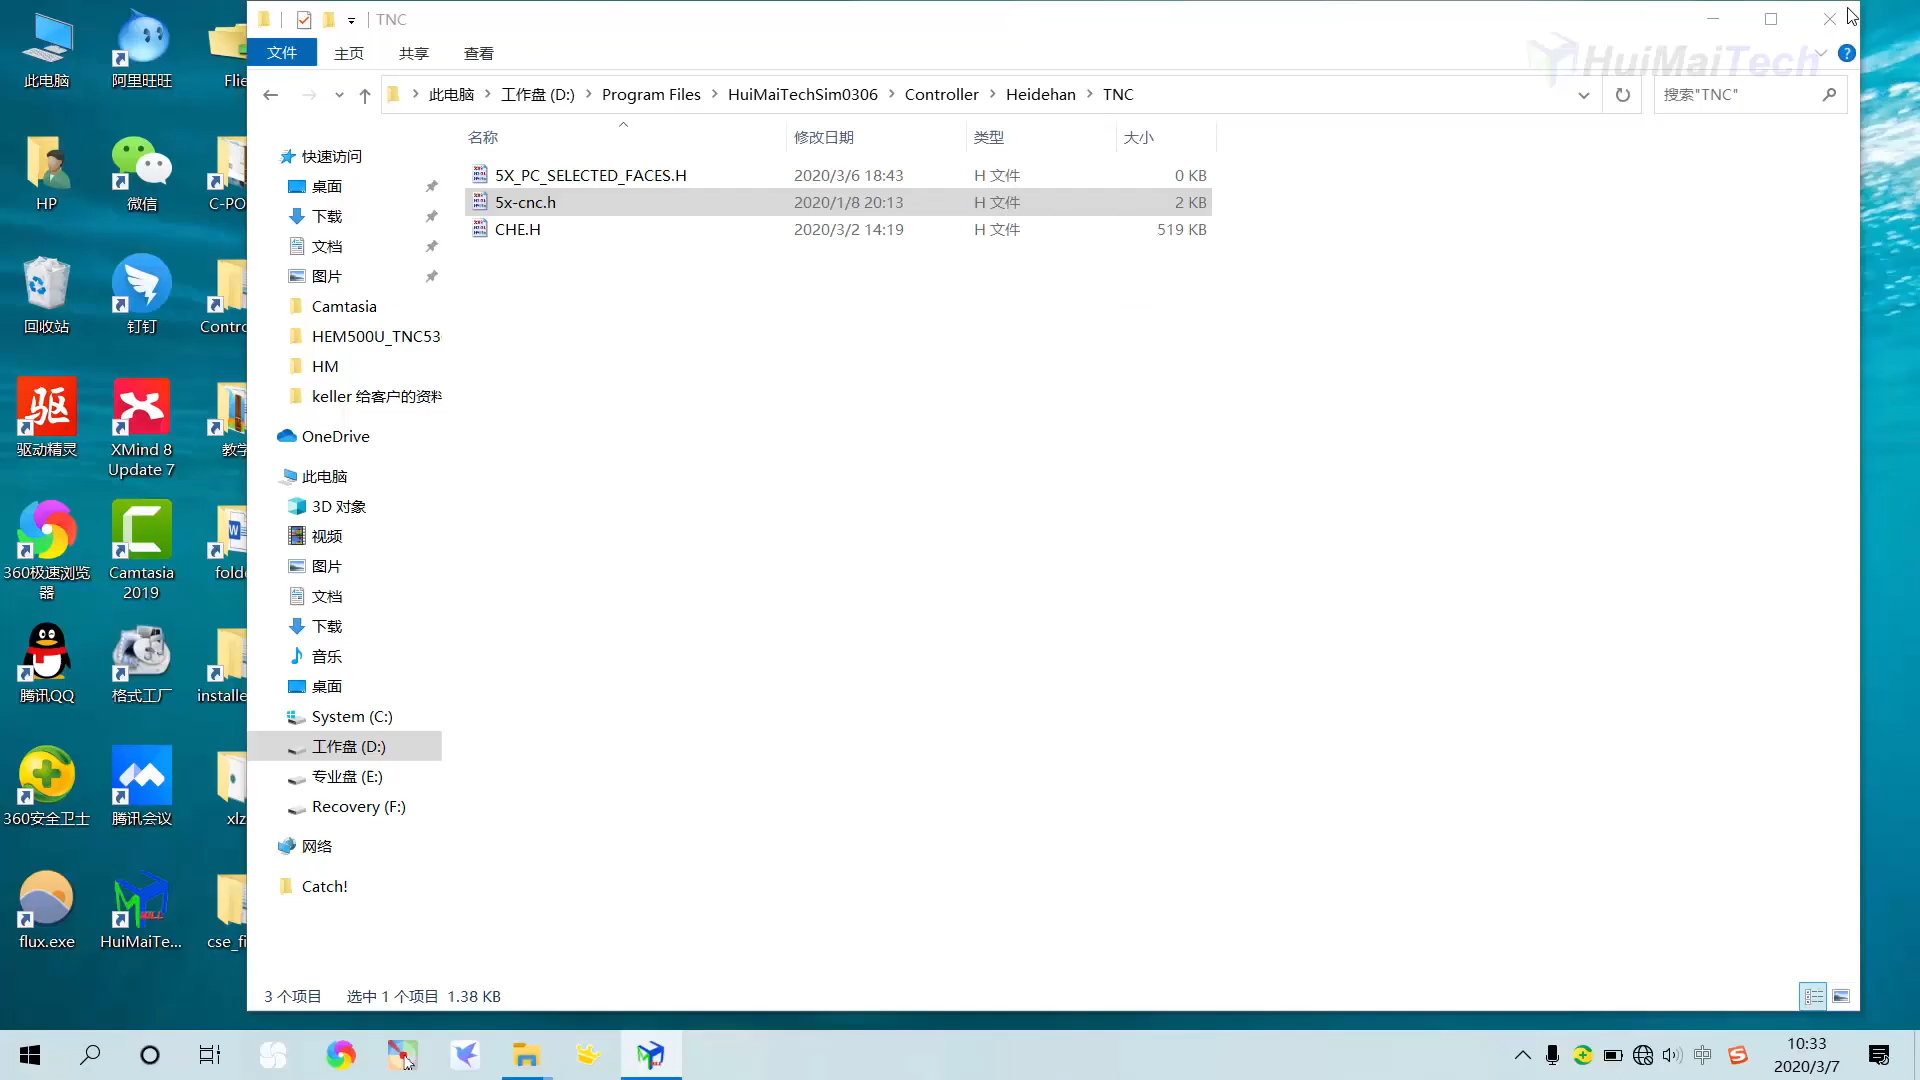 TNC
文件
主页
共享
查看
HuiMaiTech
此电脑
工作盘 (D:)
Program Files
HuiMaiTechSim0306
Controller
Heidehan
TNC
搜索"TNC"
名称
修改日期
类型
大小
5X_PC_SELECTED_FACES.H 2020/3/6 18:43 H 文件 0 KB
5x-cnc.h 2020/1/8 20:13 H 文件 2 KB
CHE.H 2020/3/2 14:19 H 文件 519 KB
快速访问
桌面
下载
文档
图片
Camtasia
HEM500U_TNC53
HM
keller 给客户的资料
OneDrive
此电脑
3D 对象
视频
图片
文档
下载
音乐
桌面
System (C:)
工作盘 (D:)
专业盘 (E:)
Recovery (F:)
网络
Catch!
3 个项目
选中 1 个项目 1.38 KB
此电脑
阿里旺旺
Flie
HP
微信
C-PO
回收站
钉钉
Contro
驱
驱动精灵
XMind 8
Update 7
教学
360极速浏览
器
Camtasia
2019
folde
腾讯QQ
格式工厂
installe
360安全卫士
腾讯会议
xlz
flux.exe
HuiMaiTe...
cse_fi
中
10:33
2020/3/7